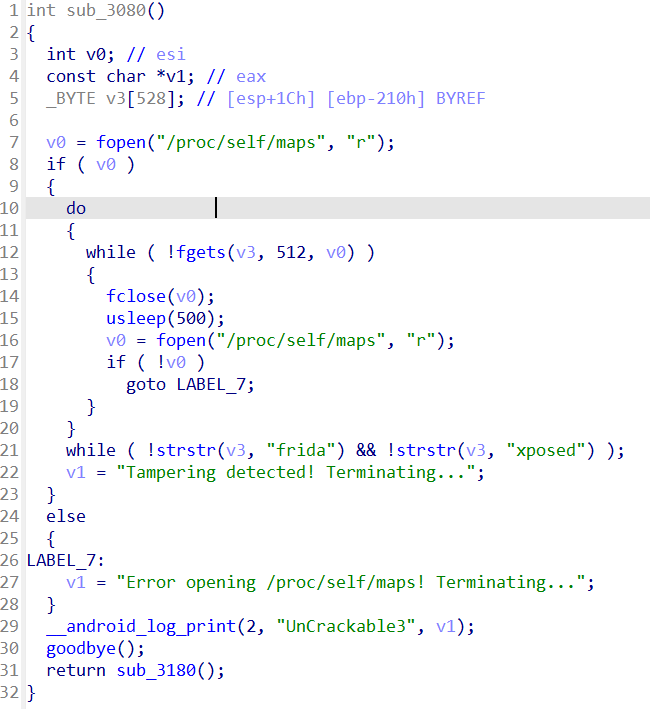 1 int sub_3080()
2 {
3   int v0; // esi
4   const char *v1; // eax
5   _BYTE v3[528]; // [esp+1Ch] [ebp-210h] BYREF
6
7   v0 = fopen("/proc/self/maps", "r");
8   if ( v0 )
9   {
10     do
11     {
12       while ( !fgets(v3, 512, v0) )
13       {
14         fclose(v0);
15         usleep(500);
16         v0 = fopen("/proc/self/maps", "r");
17         if ( !v0 )
18           goto LABEL_7;
19       }
20     }
21     while ( !strstr(v3, "frida") && !strstr(v3, "xposed") );
22     v1 = "Tampering detected! Terminating...";
23   }
24   else
25   {
26 LABEL_7:
27     v1 = "Error opening /proc/self/maps! Terminating...";
28   }
29   __android_log_print(2, "UnCrackable3", v1);
30   goodbye();
31   return sub_3180();
32 }